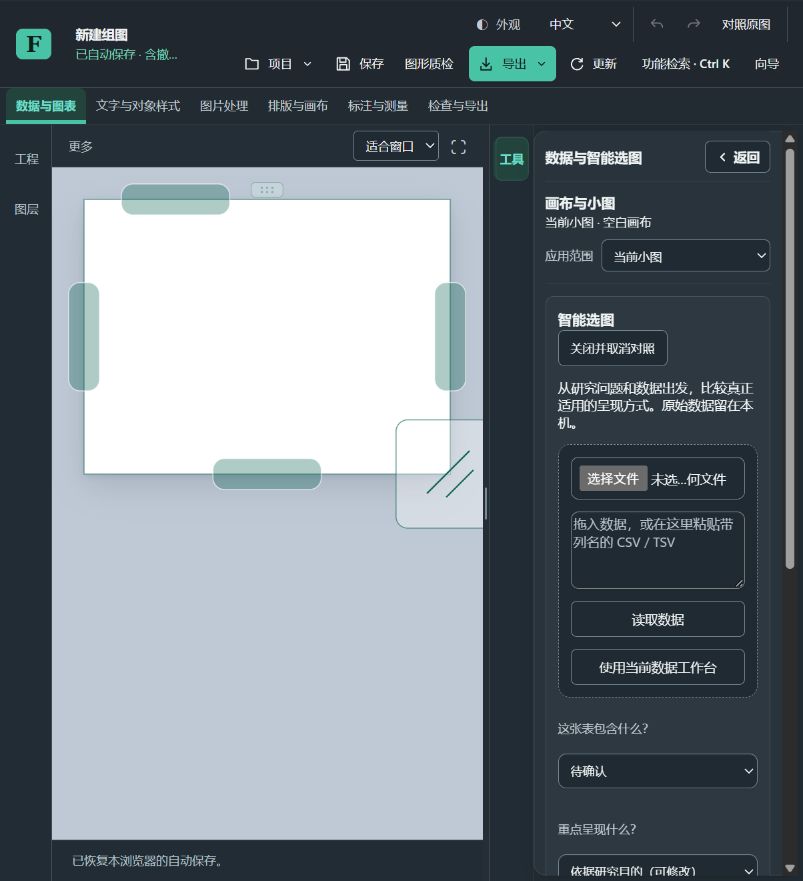 外观
中文
对照原图
F
新建组图
已自动保存 · 含撤...
项目
保存
图形质检
导出
更新
功能检索 · Ctrl K
向导
数据与图表
文字与对象样式
图片处理
排版与画布
标注与测量
检查与导出
工程
图层
更多
适合窗口
工具
数据与智能选图
返回
画布与小图
当前小图 · 空白画布
应用范围
当前小图
智能选图
关闭并取消对照
从研究问题和数据出发，比较真正
适用的呈现方式。原始数据留在本
机。
选择文件 未选...何文件
拖入数据，或在这里粘贴带
列名的 CSV / TSV
读取数据
使用当前数据工作台
这张表包含什么？
待确认
重点呈现什么？
依据研究目的（可修改）
已恢复本浏览器的自动保存。